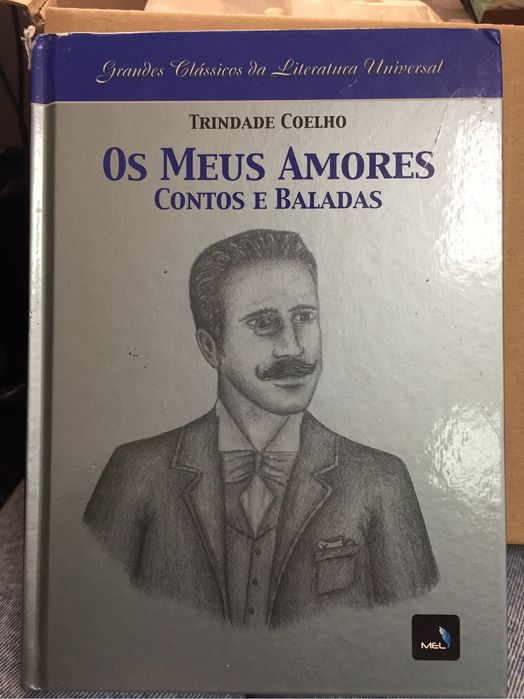 Grandes Clássicos da Literatura Universal
TRINDADE COELHO
OS MEUS AMORES
CONTOS E BALADAS
MEL